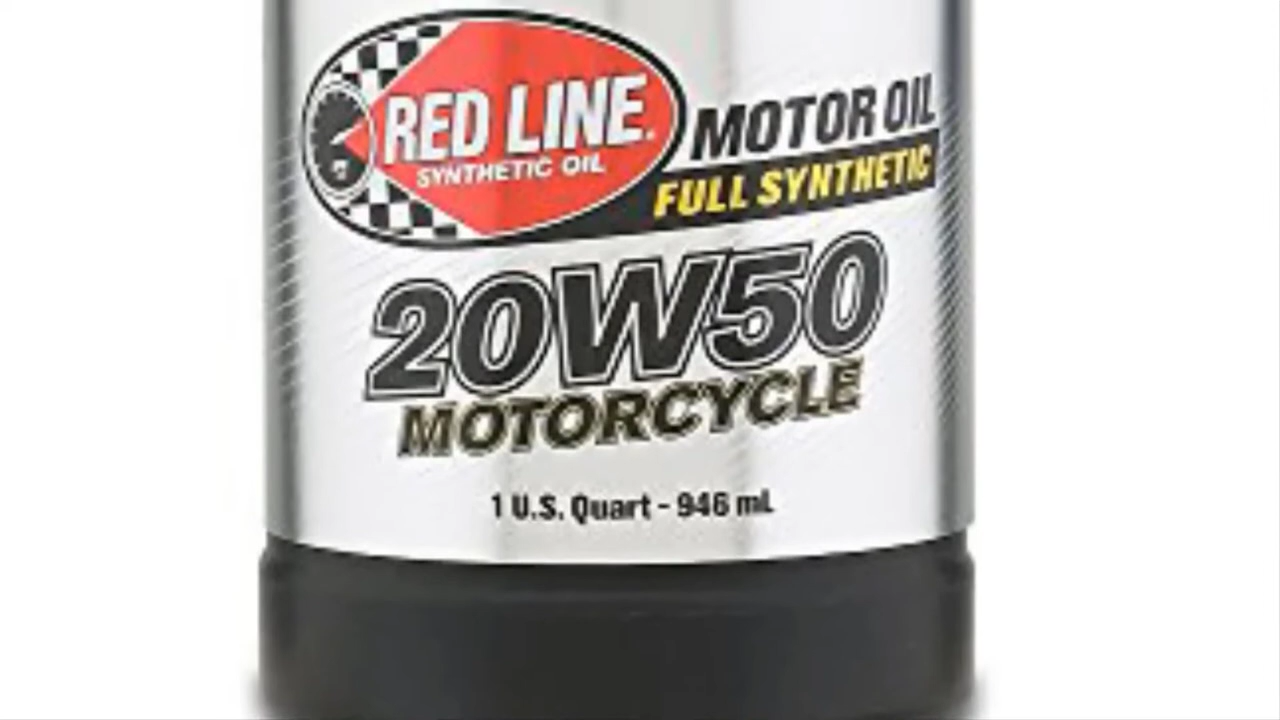 RED LINE.
SYNTHETIC OIL
MOTOR OIL
FULL SYNTHETIC
20W50
MOTORCYCLE
1 U.S. Quart - 946 mL